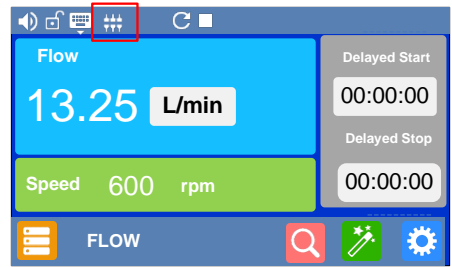 Flow
13.25 L/min
Speed 600 rpm
Delayed Start
00:00:00
Delayed Stop
00:00:00
FLOW